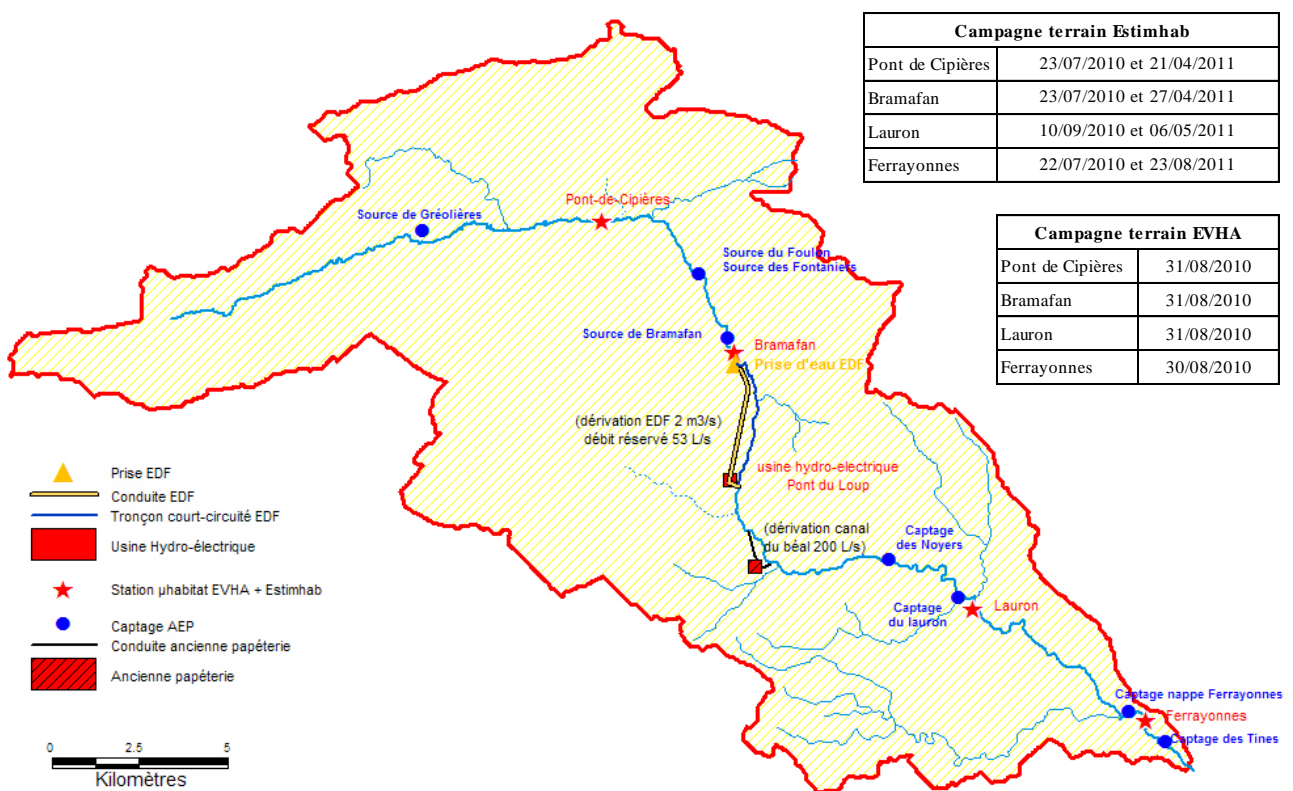 Campagne terrain Estimhab
Pont de Cipières 23/07/2010 et 21/04/2011
Bramafan 23/07/2010 et 27/04/2011
Lauron 10/09/2010 et 06/05/2011
Ferrayonnes 22/07/2010 et 23/08/2011
Campagne terrain EVHA
Pont de Cipières 31/08/2010
Bramafan 31/08/2010
Lauron 31/08/2010
Ferrayonnes 30/08/2010
Pont-de-Cipières
Source de Gréolières
Source du Foulon
Source des Fontaniers
Source de Bramafan
Bramafan
Prise d'eau EDF
(dérivation EDF 2 m3/s)
débit réservé 53 L/s
usine hydro-electrique
Pont du Loup
(dérivation canal
du béal 200 L/s)
Captage
des Noyers
Captage
du lauron
Lauron
Captage nappe Ferrayonnes
Ferrayonnes
Captage des Tines
Prise EDF
Conduite EDF
Tronçon court-circuité EDF
Usine Hydro-électrique
Station µhabitat EVHA + Estimhab
Captage AEP
Conduite ancienne papéterie
Ancienne papéterie
0 2.5 5
Kilomètres